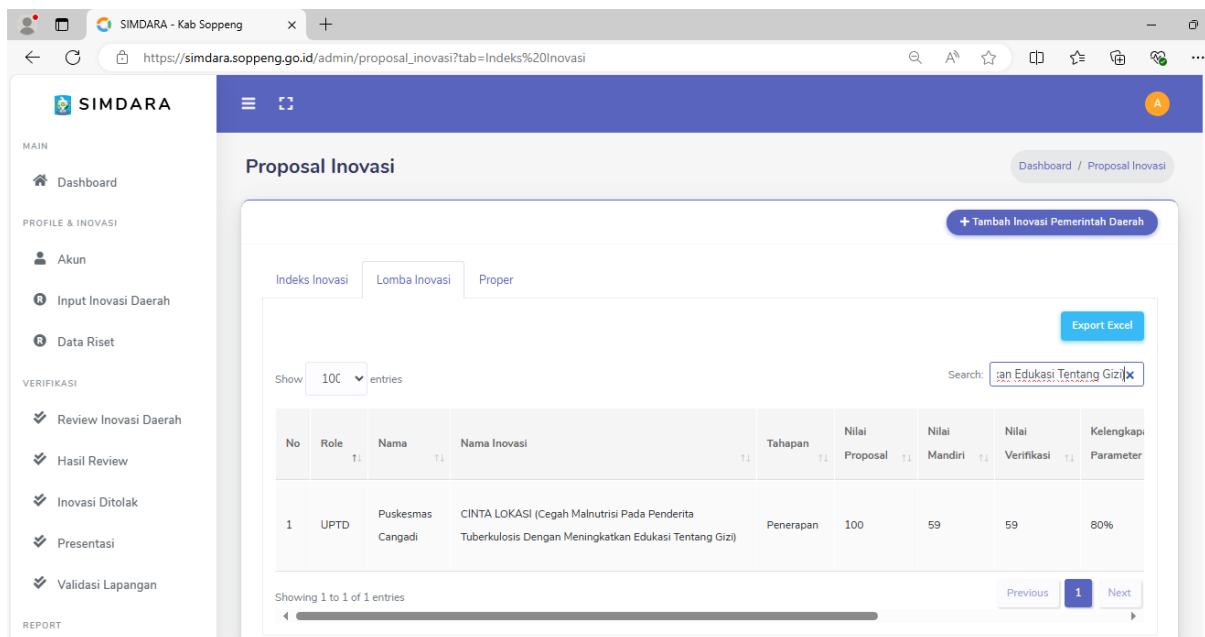 SIMDARA - Kab Soppeng
https://simdara.soppeng.go.id/admin/proposal_inovasi?tab=Indeks%20Inovasi
SIMDARA
A
MAIN
Dashboard
PROFILE & INOVASI
Akun
Input Inovasi Daerah
Data Riset
VERIFIKASI
Review Inovasi Daerah
Hasil Review
Inovasi Ditolak
Presentasi
Validasi Lapangan
REPORT
Proposal Inovasi
Dashboard / Proposal Inovasi
+ Tambah Inovasi Pemerintah Daerah
Indeks Inovasi Lomba Inovasi Proper
Export Excel
Show 100 entries
Search: kan Edukasi Tentang Gizi)
No Role Nama Nama Inovasi Tahapan Nilai Proposal Nilai Mandiri Nilai Verifikasi Kelengkapa Parameter
1 UPTD Puskesmas Cangadi CINTA LOKASI (Cegah Malnutrisi Pada Penderita
Tuberkulosis Dengan Meningkatkan Edukasi Tentang Gizi) Penerapan 100 59 59 80%
Showing 1 to 1 of 1 entries
Previous 1 Next